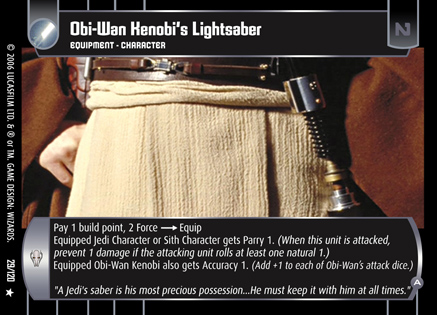 Obi-Wan Kenobi's Lightsaber
EQUIPMENT - CHARACTER
N
Pay 1 build point, 2 Force → Equip
Equipped Jedi Character or Sith Character gets Parry 1. (When this unit is attacked,
prevent 1 damage if the attacking unit rolls at least one natural 1.)
Equipped Obi-Wan Kenobi also gets Accuracy 1. (Add +1 to each of Obi-Wan's attack dice.)
"A Jedi's saber is his most precious possession...He must keep it with him at all times."
A
© 2006 LUCASFILM LTD. & ® or TM. GAME DESIGN: WIZARDS.